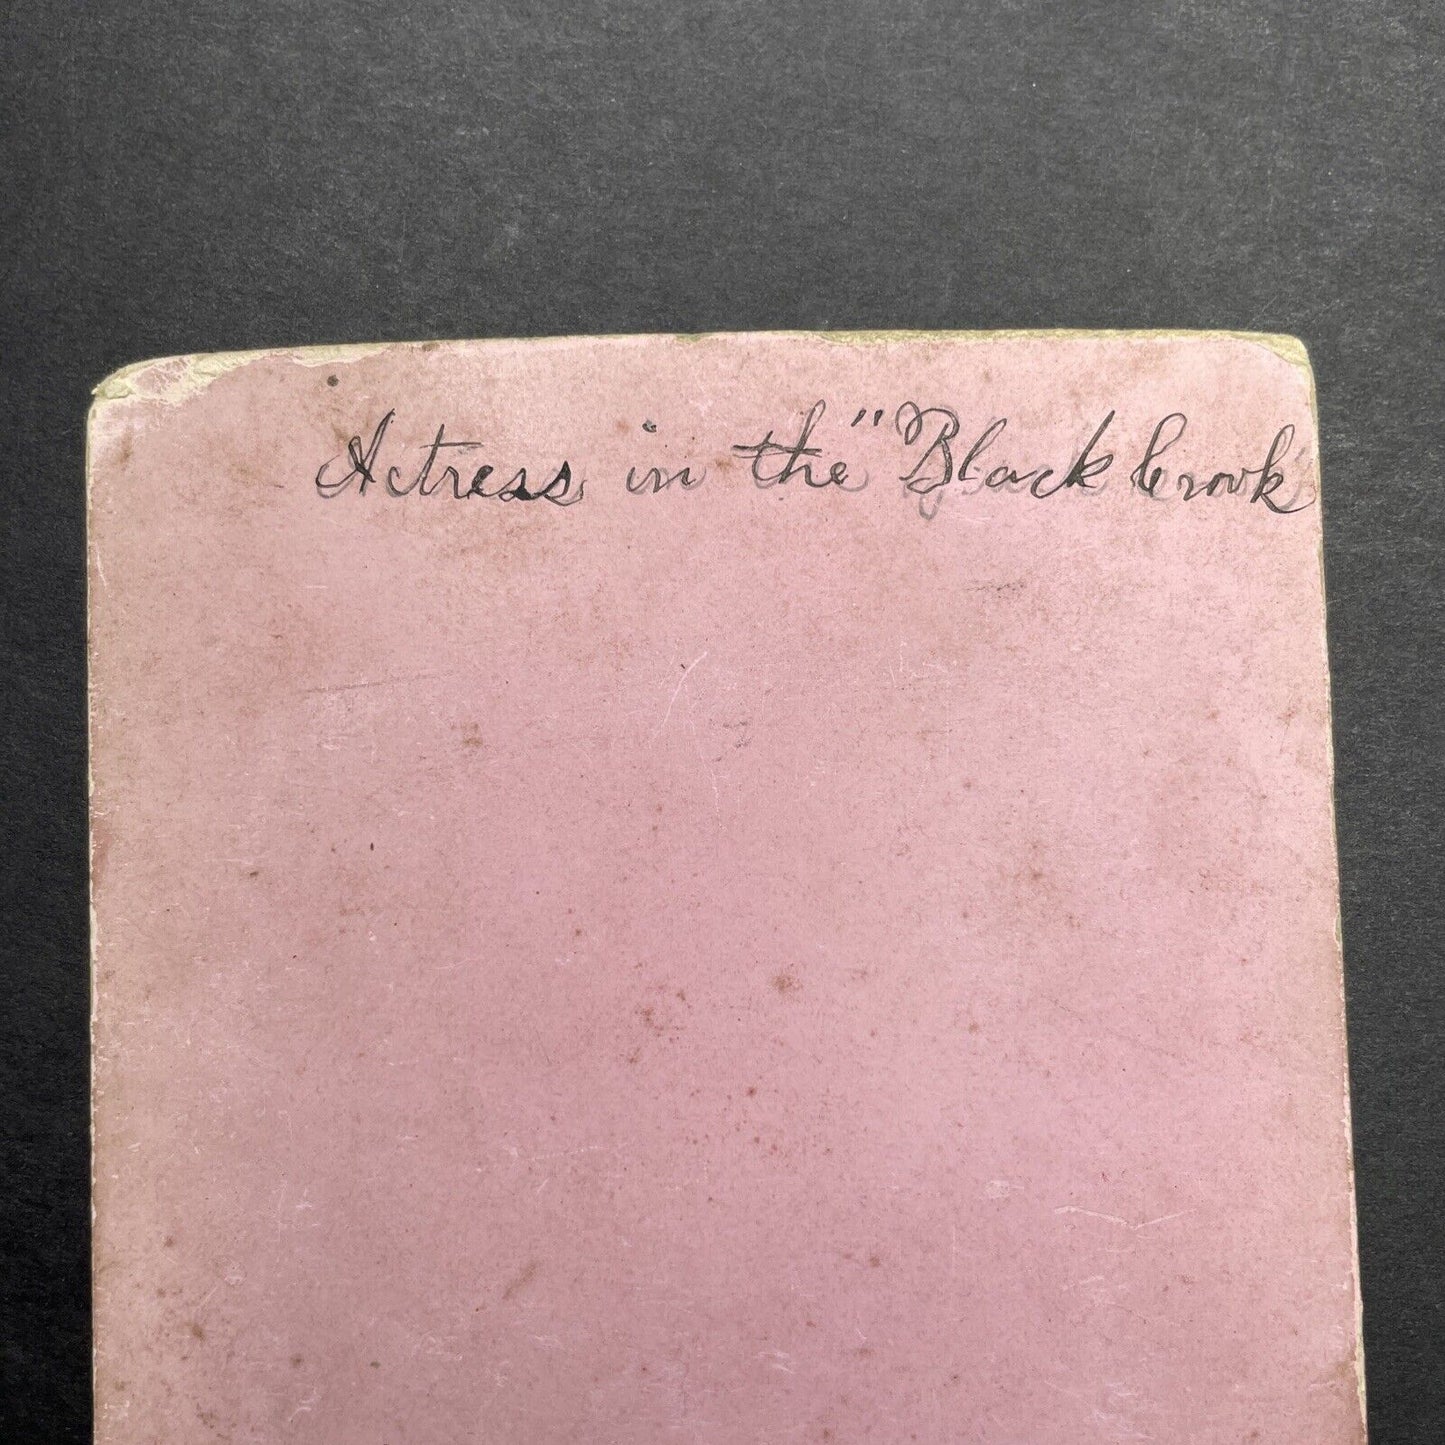 Actress in the "Black Crook